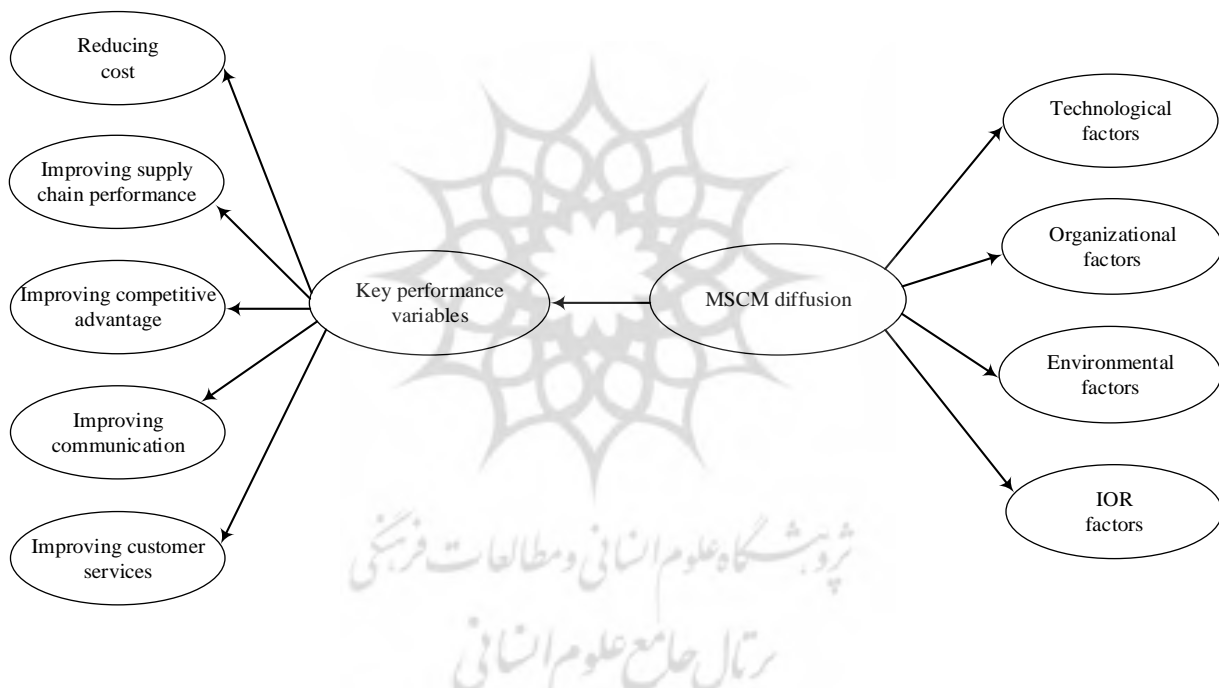 Reducing
cost
Improving supply
chain performance
Improving competitive
advantage
Improving
communication
Improving customer
services
Key performance
variables
MSCM diffusion
Technological
factors
Organizational
factors
Environmental
factors
IOR
factors
پژوهشگاه علوم انسانی و مطالعات فرهنگی
پرتال جامع علوم انسانی